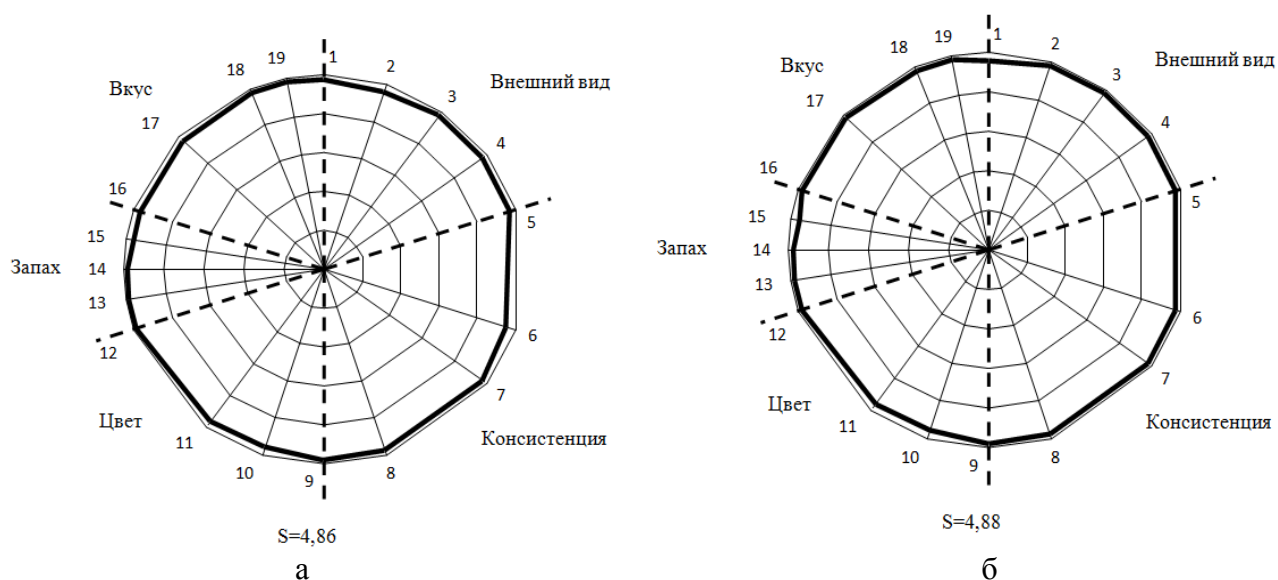 1
2
3
4
5
6
7
8
9
10
11
12
13
14
15
16
17
18
19
Внешний вид
Консистенция
Цвет
Запах
Вкус
S=4,86
а
1
2
3
4
5
6
7
8
9
10
11
12
13
14
15
16
17
18
19
Внешний вид
Консистенция
Цвет
Запах
Вкус
S=4,88
б